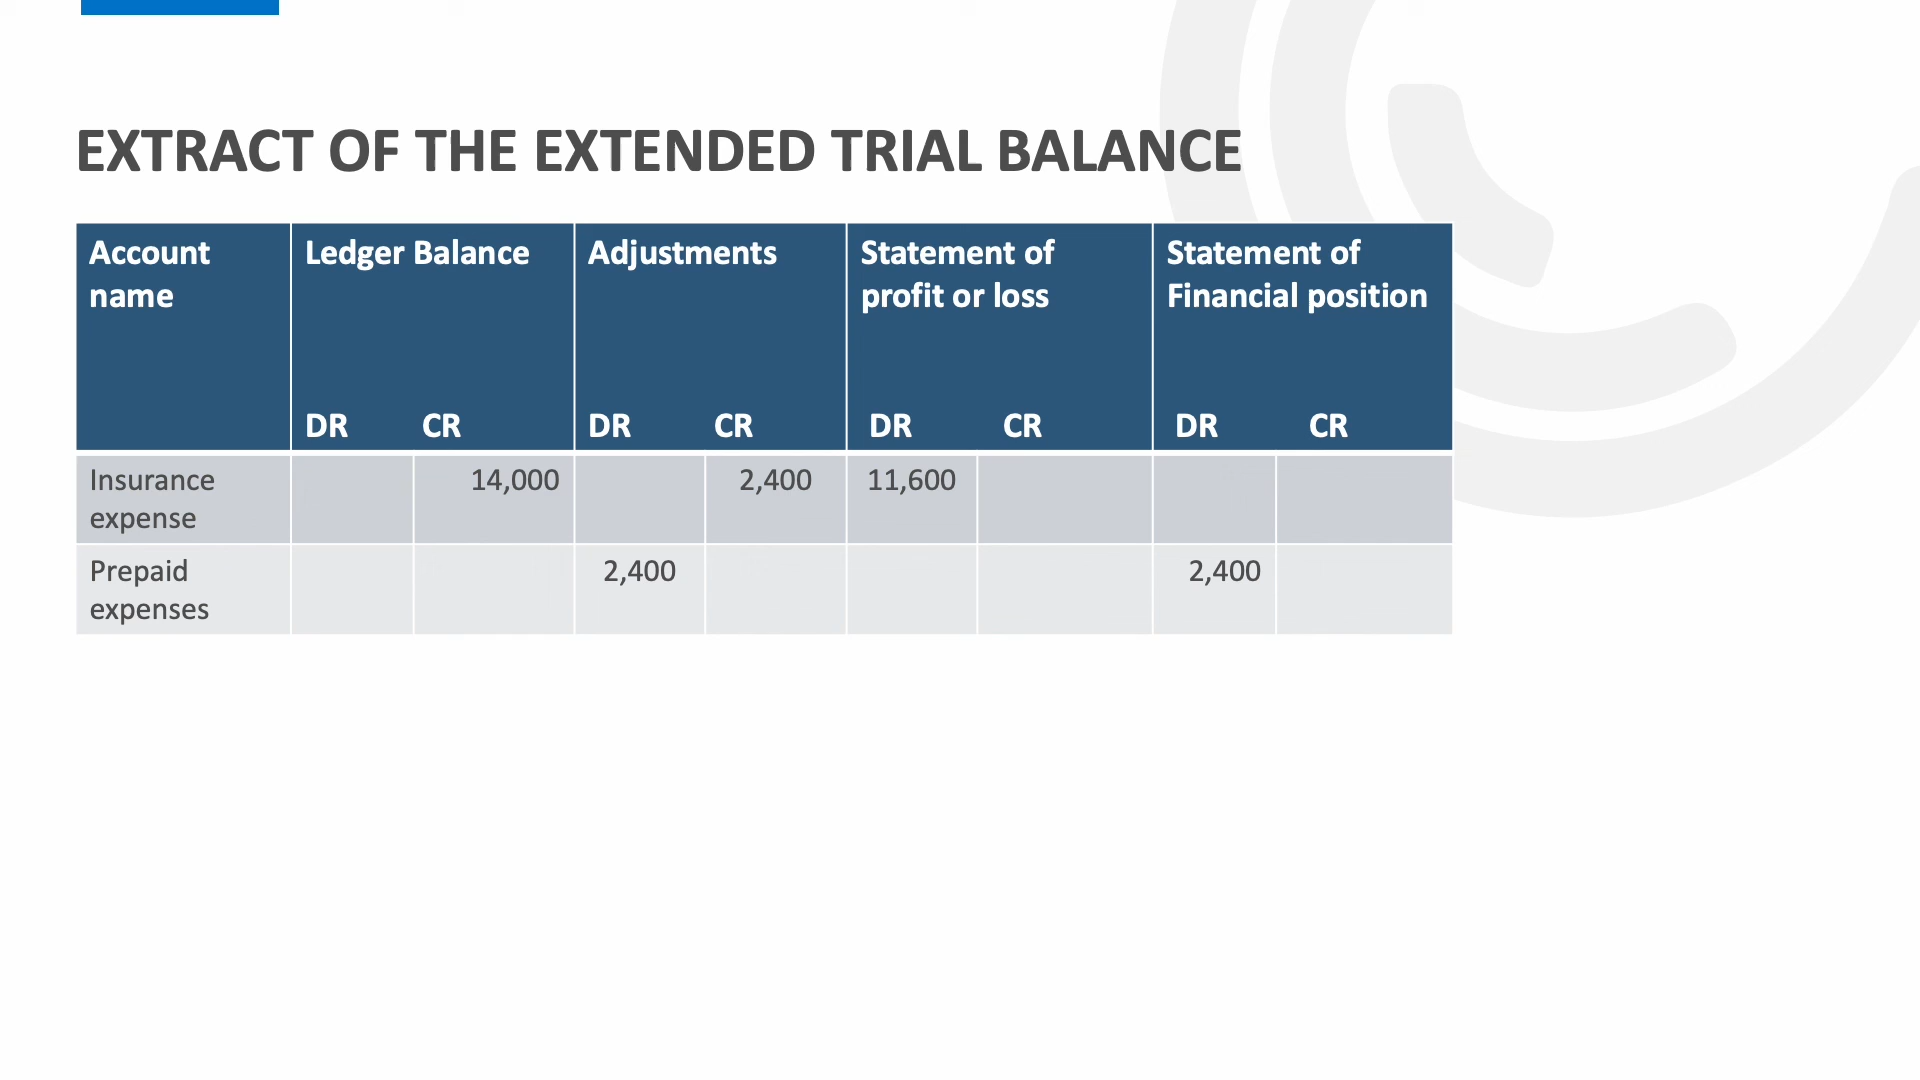 EXTRACT OF THE EXTENDED TRIAL BALANCE
Account name
Ledger Balance
Adjustments
Statement of profit or loss
Statement of Financial position
DR CR DR CR DR CR DR CR
Insurance expense 14,000 2,400 11,600
Prepaid expenses 2,400 2,400